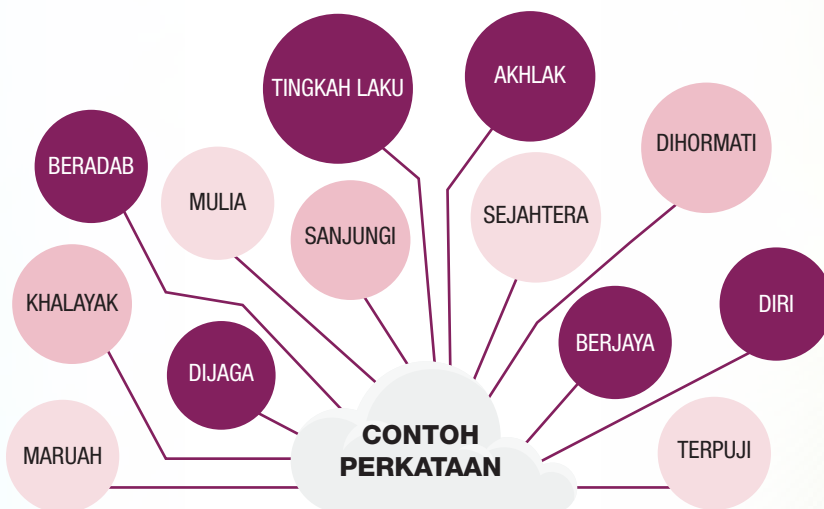 TINGKAH LAKU
AKHLAK
BERADAB
MULIA
SANJUNGI
SEJAHTERA
DIHORMATI
KHALAYAK
DIJAGA
BERJAYA
DIRI
MARUAH
CONTOH
PERKATAAN
TERPUJI